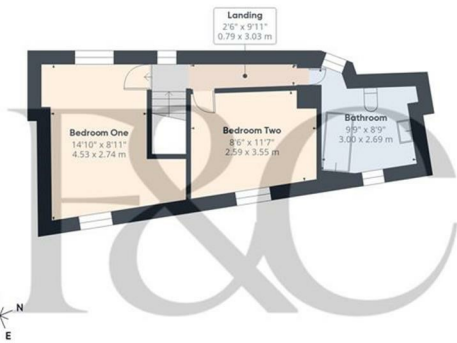 Landing
2'6" x 9'11"
0.79 x 3.03 m
Bedroom One
14'10" x 8'11"
4.53 x 2.74 m
Bedroom Two
8'6" x 11'7"
2.59 x 3.55 m
Bathroom
9'9" x 8'9"
3.00 x 2.69 m
F&C
N
E